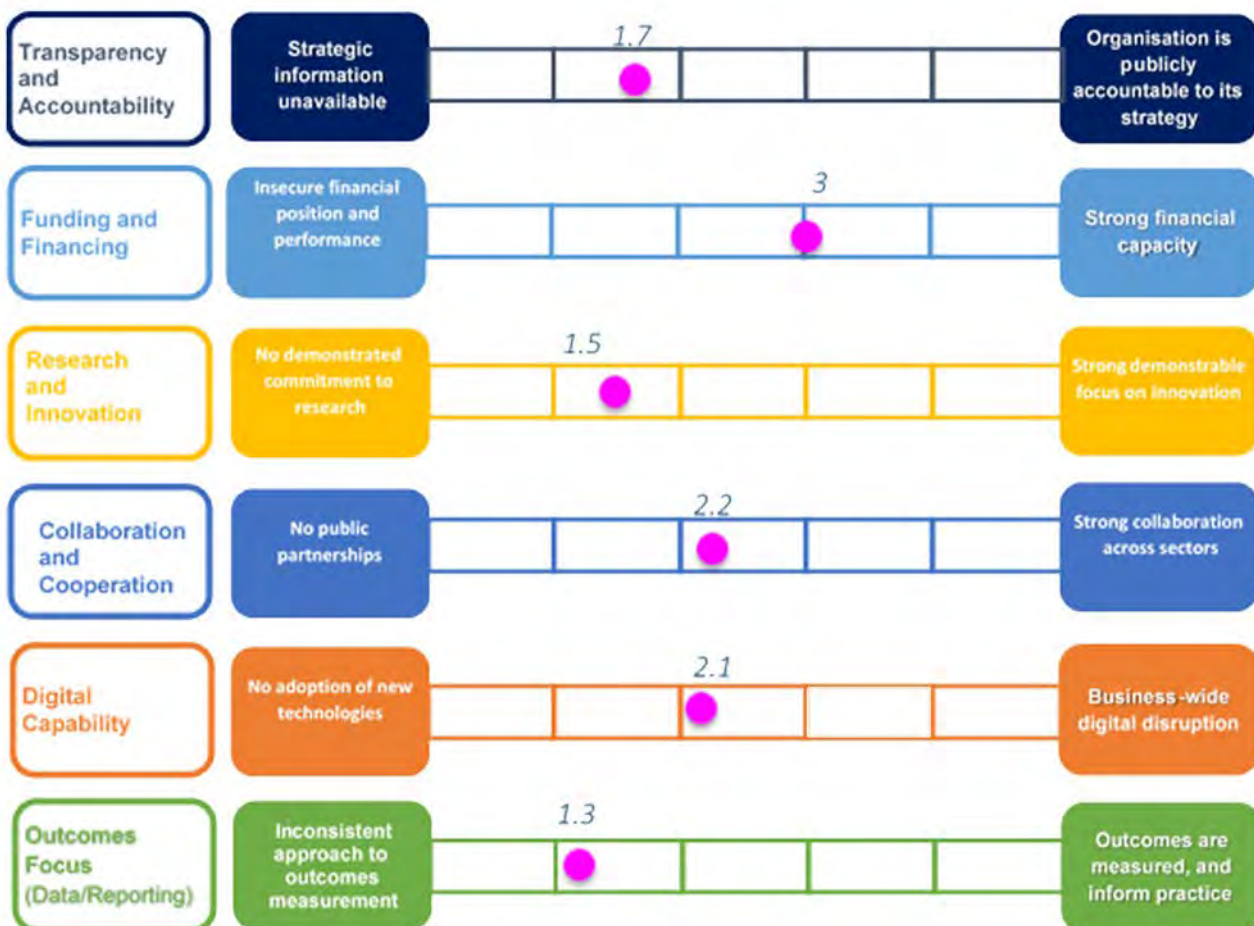 Transparency
and
Accountability
Strategic
information
unavailable
1.7
Organisation is
publicly
accountable to its
strategy
Funding and
Financing
Insecure financial
position and
performance
3
Strong financial
capacity
Research
and
Innovation
No demonstrated
commitment to
research
1.5
Strong demonstrable
focus on innovation
Collaboration
and
Cooperation
No public
partnerships
2.2
Strong collaboration
across sectors
Digital
Capability
No adoption of new
technologies
2.1
Business-wide
digital disruption
Outcomes
Focus
(Data/Reporting)
Inconsistent
approach to
outcomes
measurement
1.3
Outcomes are
measured, and
inform practice